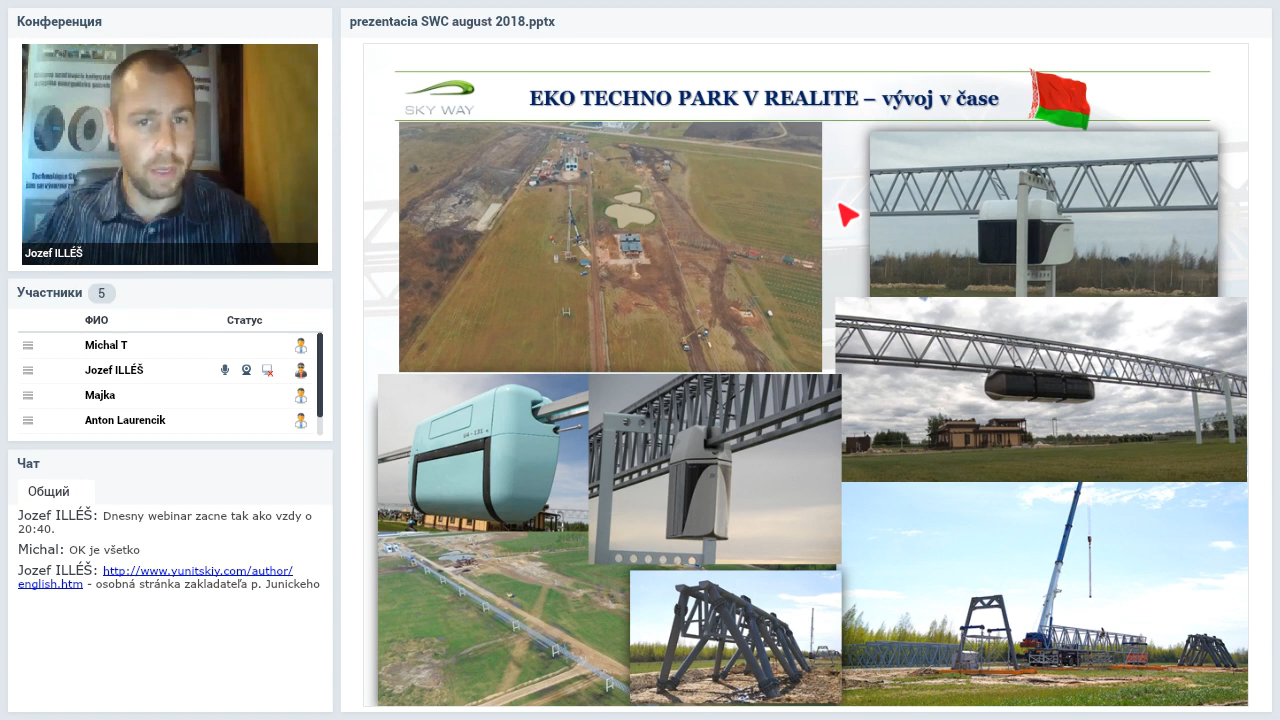 Конференция
Jozef ILLÉŠ
Участники 5
ФИО Статус
Michal T
Jozef ILLÉŠ
Majka
Anton Laurencik
Чат
Общий
Jozef ILLÉŠ: Dnesny webinar zacne tak ako vzdy o
20:40.
Michal: OK je všetko
Jozef ILLÉŠ: http://www.yunitskiy.com/author/
english.htm - osobná stránka zakladateľa p. Junickeho
prezentacia SWC august 2018.pptx
SKY WAY
EKO TECHNO PARK V REALITE – vývoj v čase